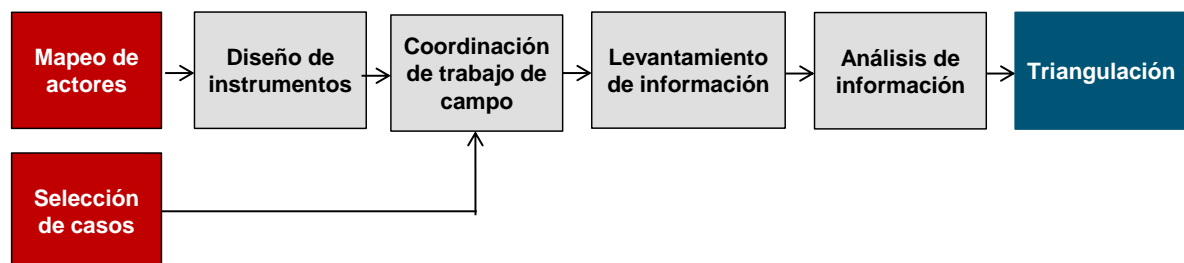 Mapeo de
actores
Diseño de
instrumentos
Coordinación
de trabajo de
campo
Levantamiento
de información
Análisis de
información
Triangulación
Selección
de casos